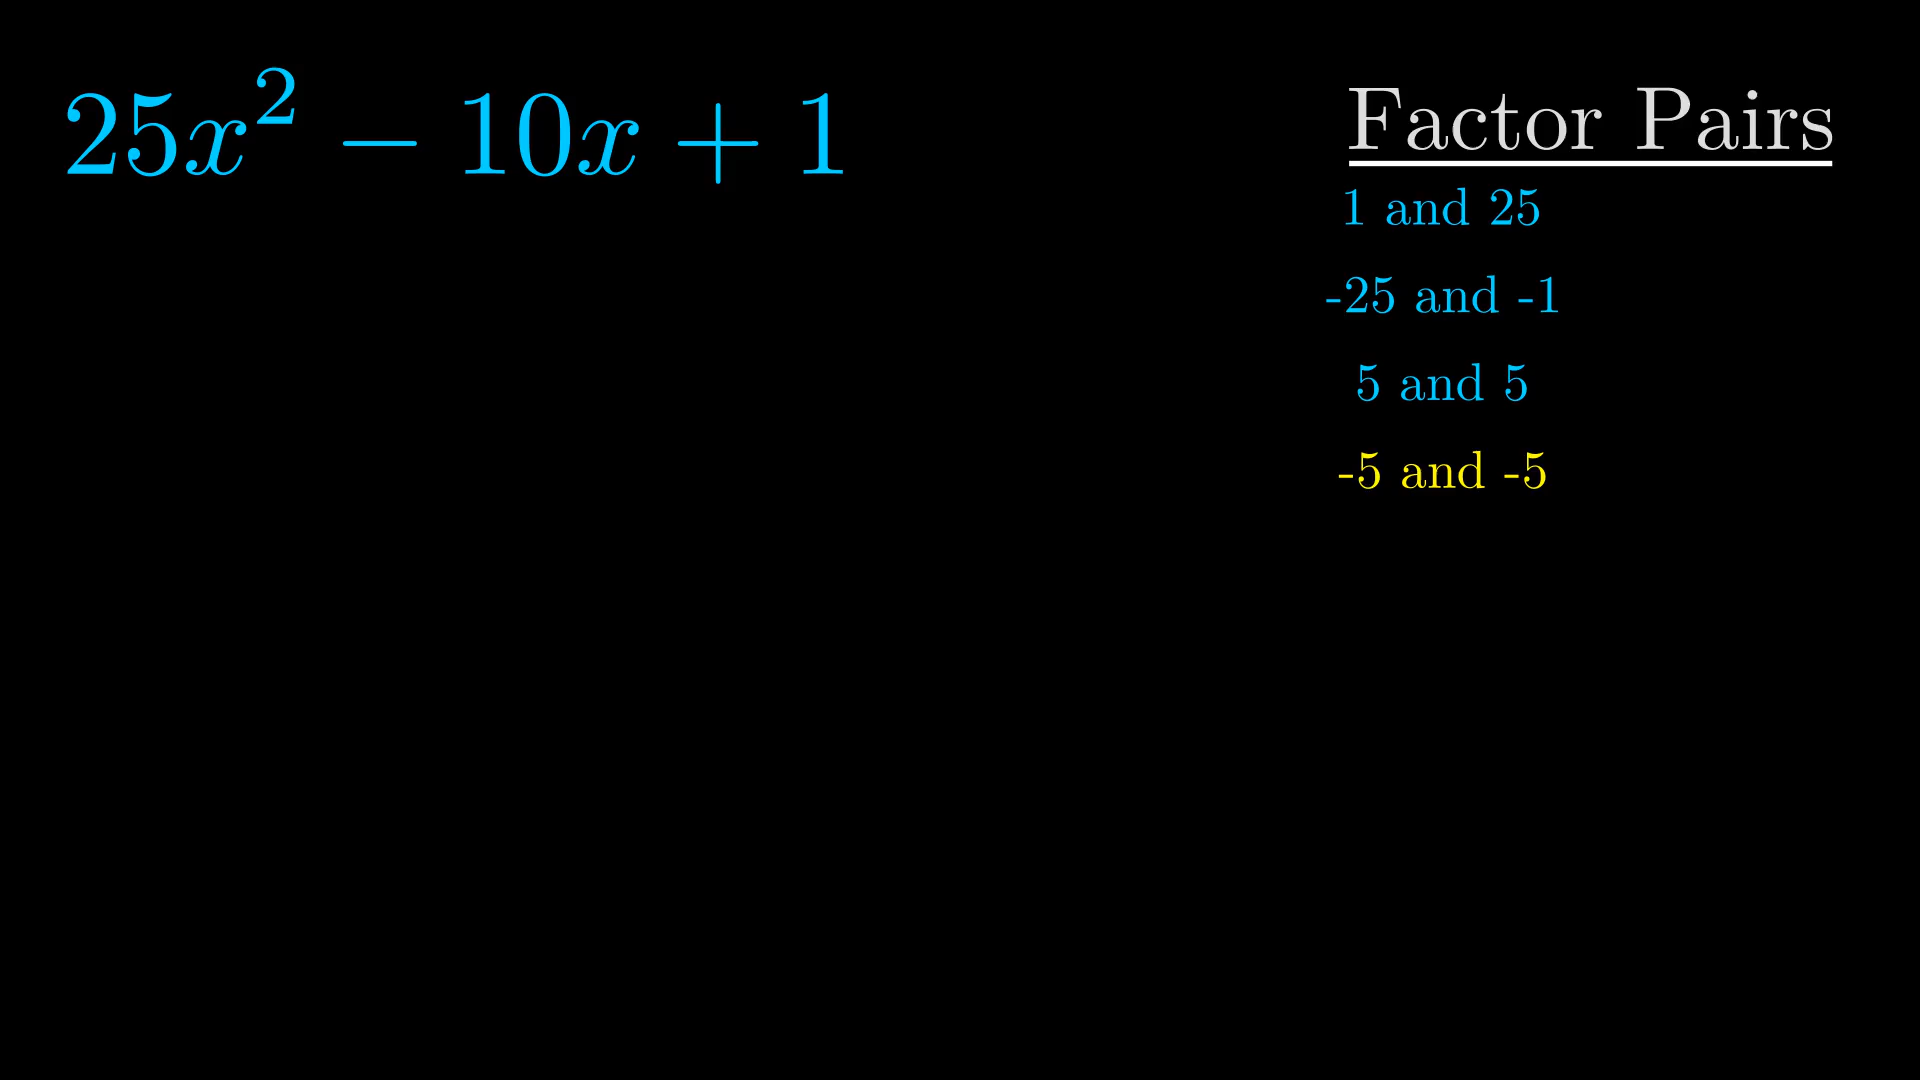 25x² − 10x + 1
Factor Pairs
1 and 25
-25 and -1
5 and 5
-5 and -5